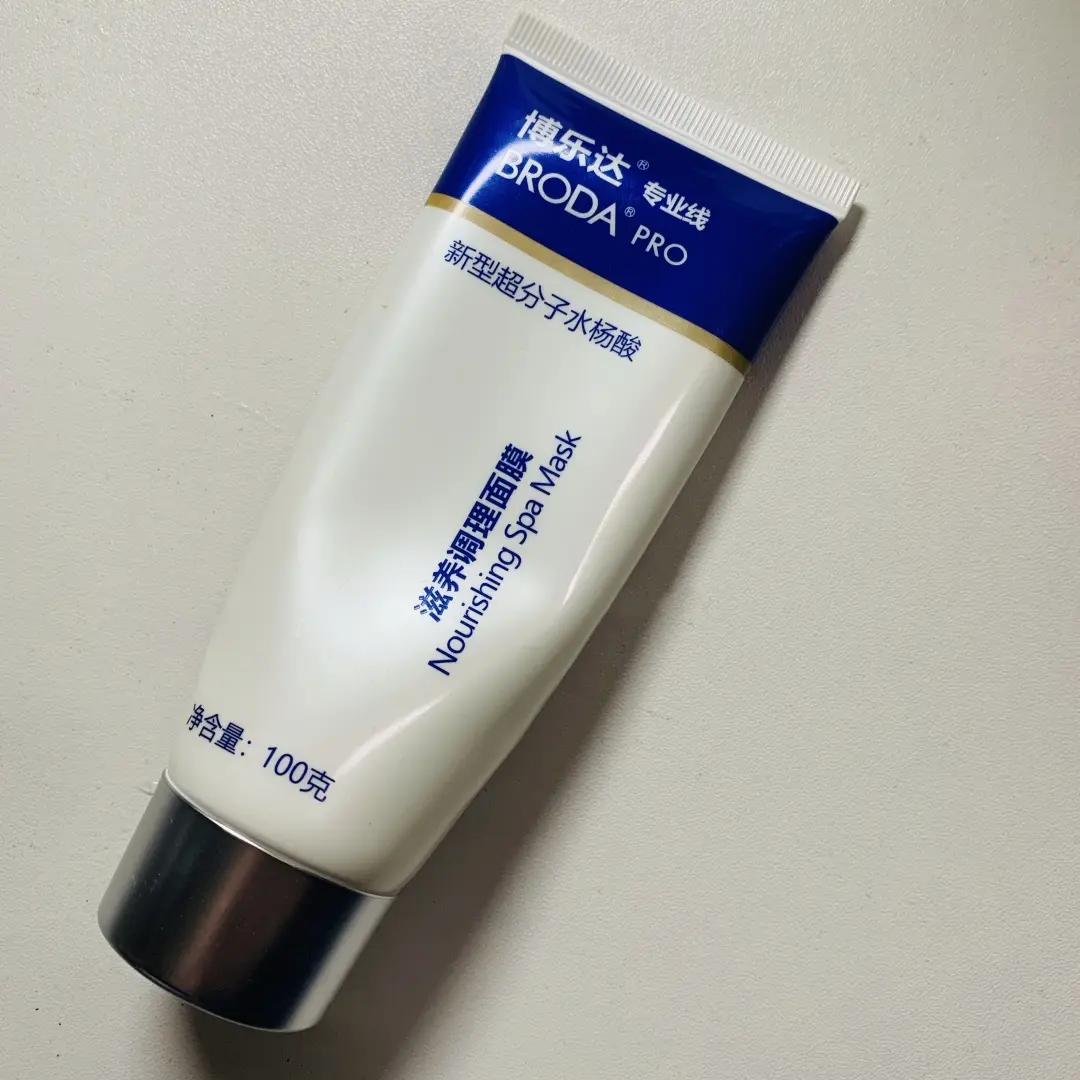 博乐达® 专业线
BRODA® PRO
新型超分子水杨酸
滋养调理面膜
Nourishing Spa Mask
净含量：100克